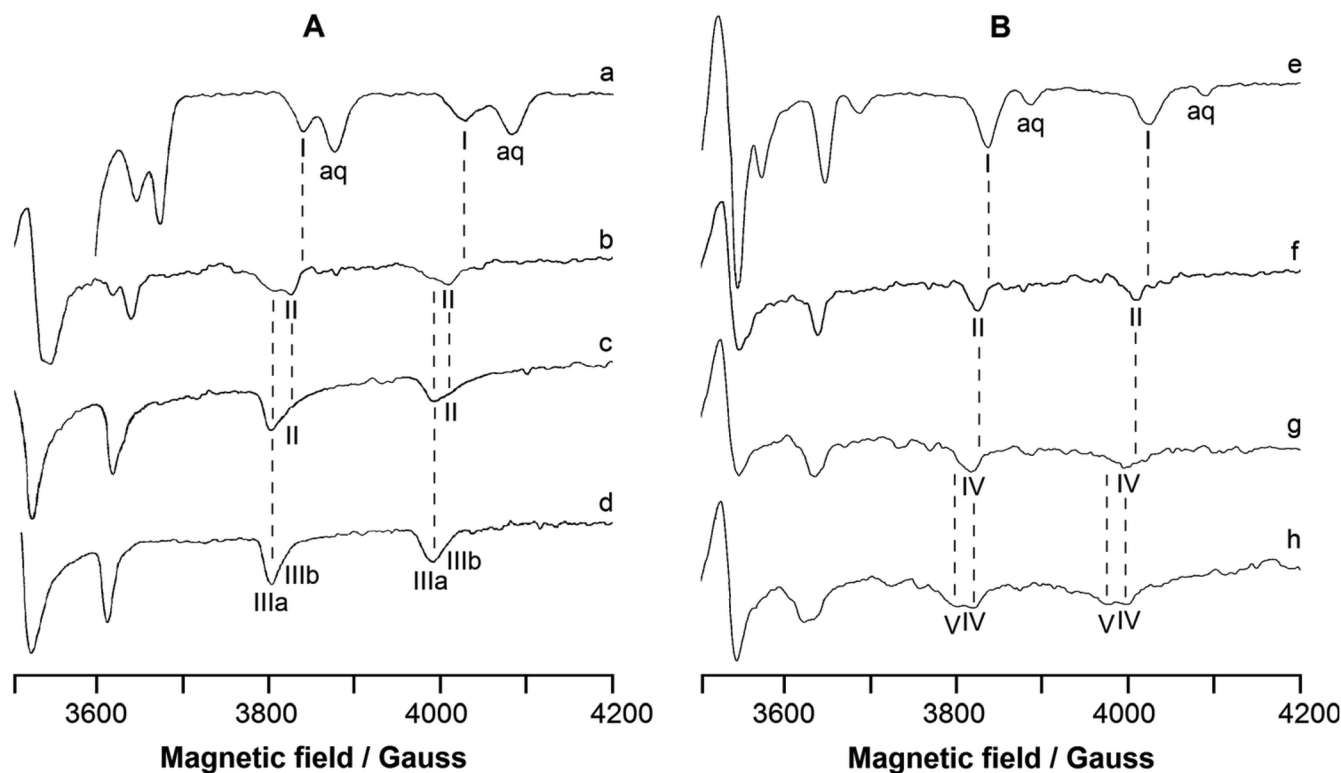 A
a
I
aq
I
aq
b
II
II
c
II
II
d
IIIb
IIIa
IIIa
IIIb
3600
3800
4000
4200
Magnetic field / Gauss
B
e
I
aq
I
aq
f
II
II
g
IV
IV
h
V
IV
V
IV
3600
3800
4000
4200
Magnetic field / Gauss